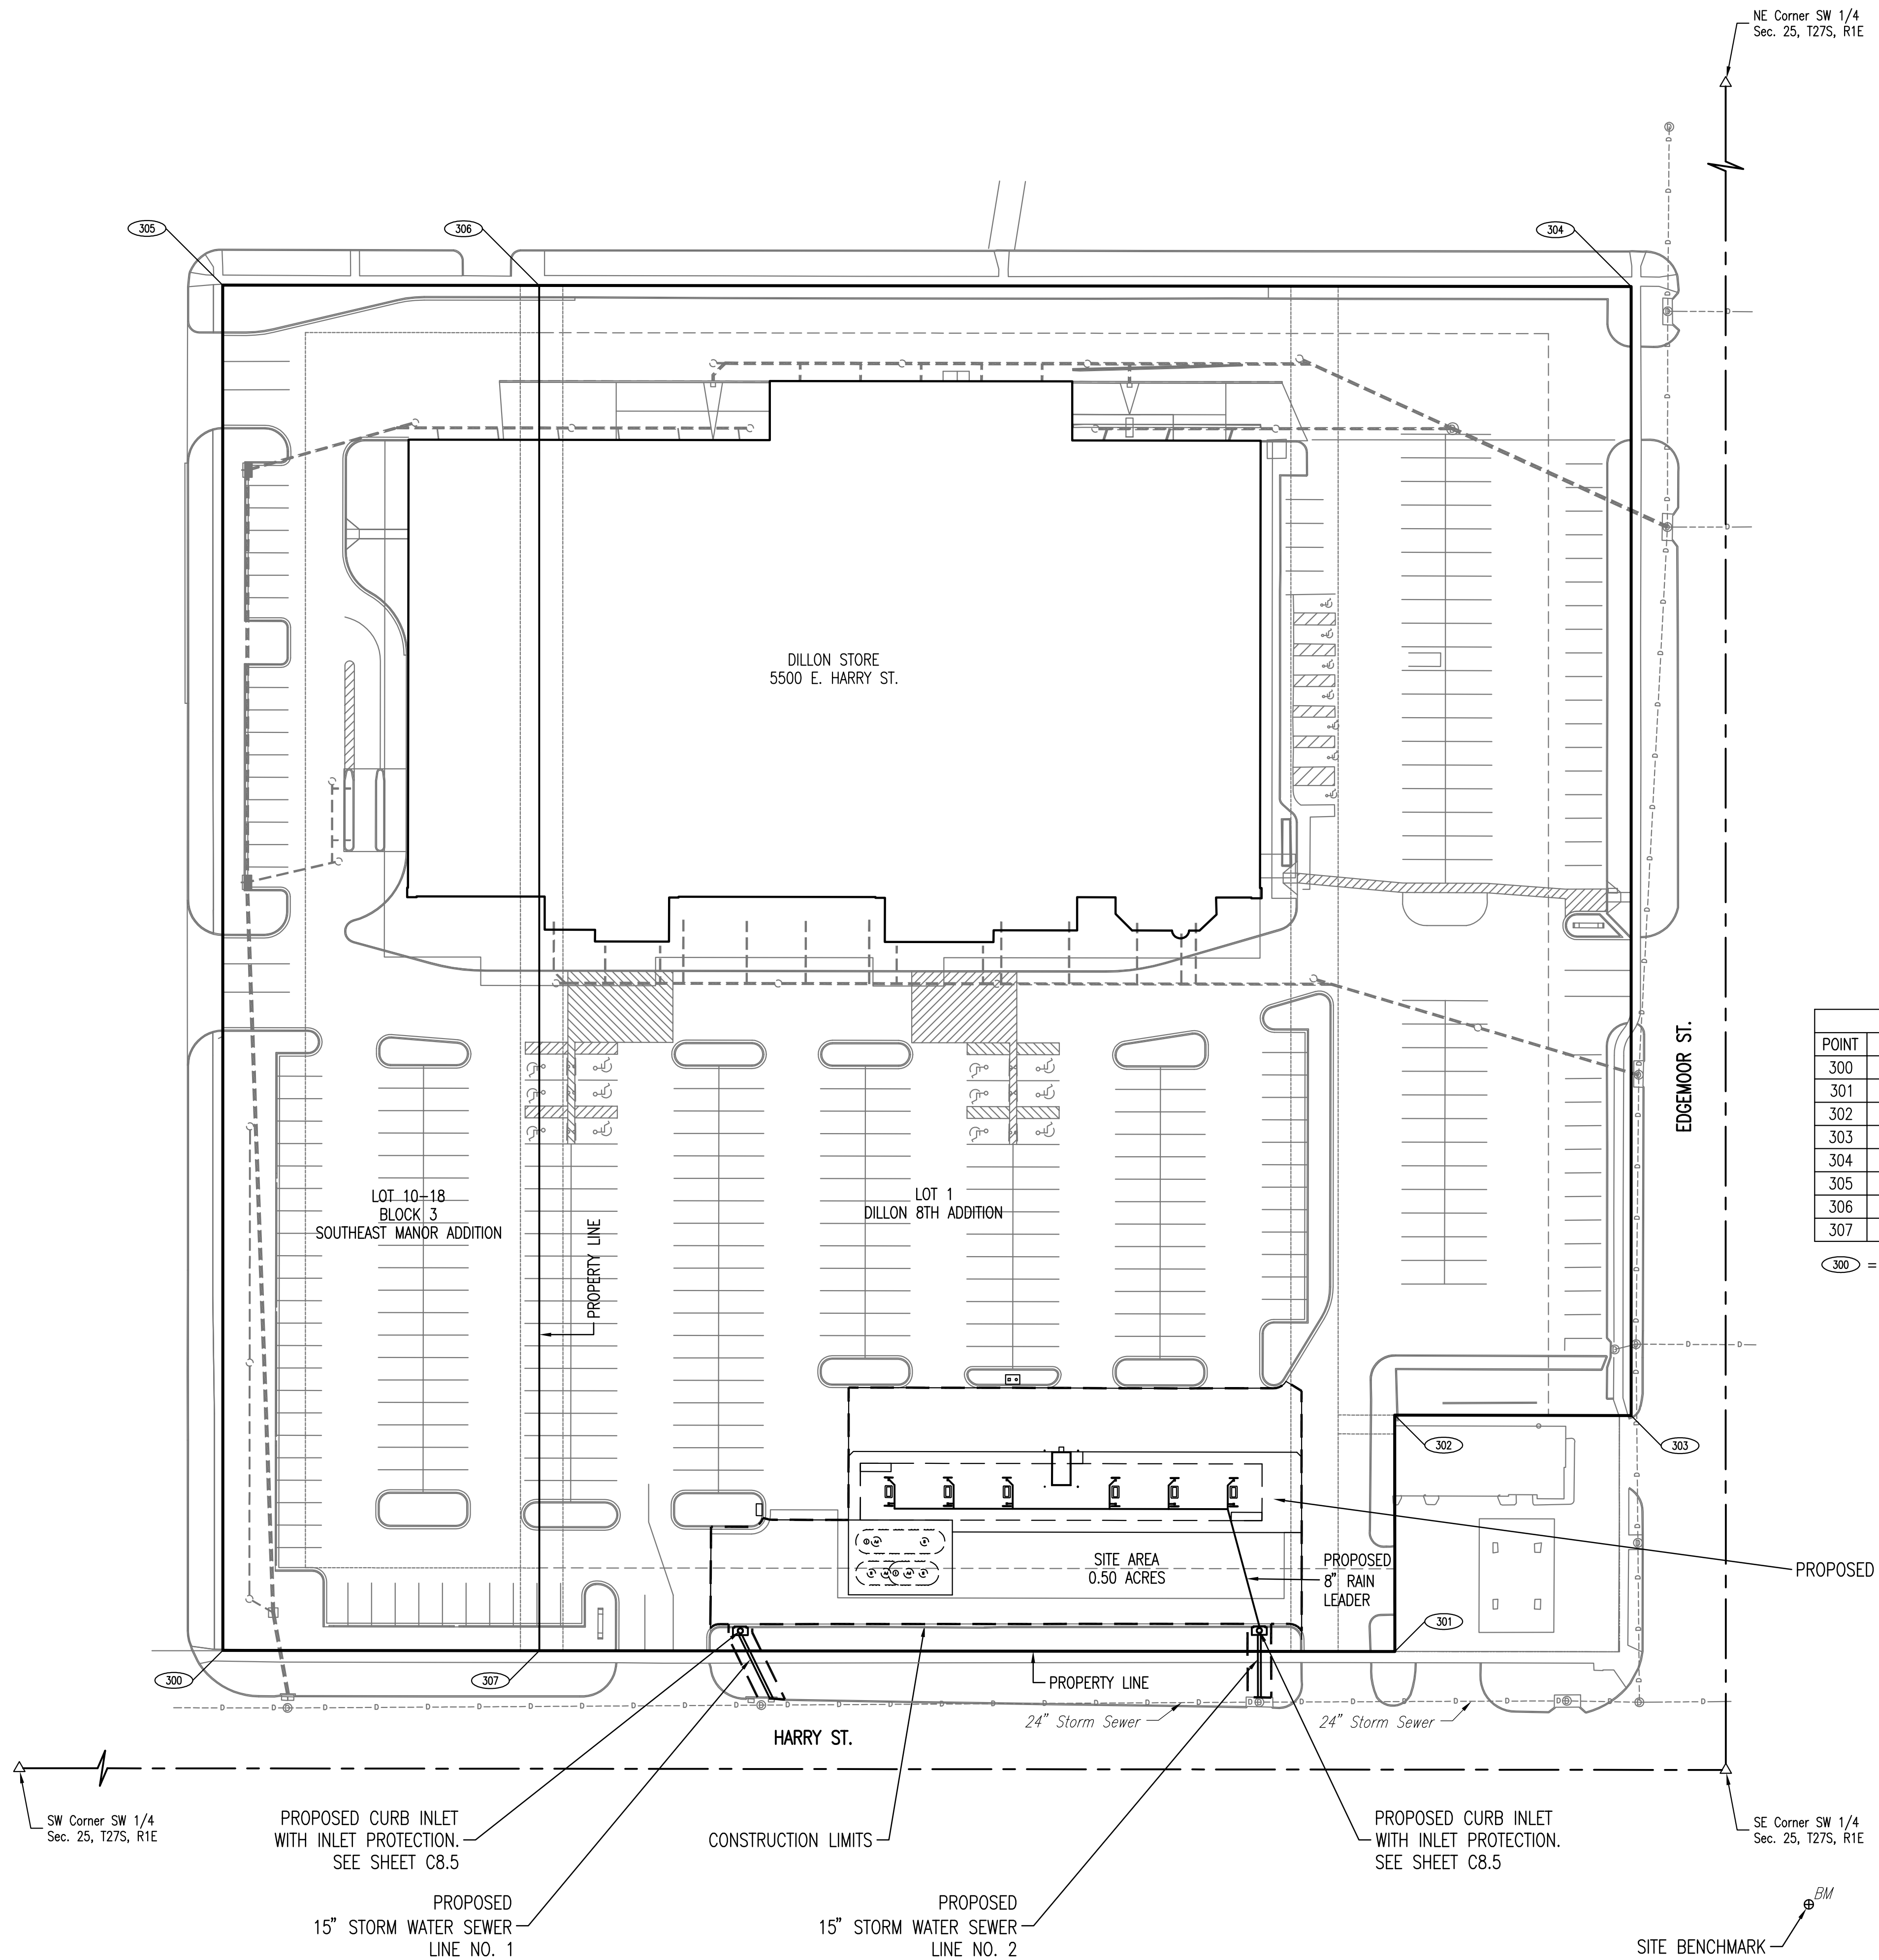 NE Corner SW 1/4
Sec. 25, T27S, R1E
305
306
304
DILLON STORE
5500 E. HARRY ST.
EDGEMOOR ST.
POINT
300
301
302
303
304
305
306
307
300 =
LOT 10-18
BLOCK 3
SOUTHEAST MANOR ADDITION
PROPERTY LINE
LOT 1
DILLON 8TH ADDITION
302
303
SITE AREA
0.50 ACRES
PROPOSED
8" RAIN
LEADER
PROPOSED
301
300
307
PROPERTY LINE
24" Storm Sewer
24" Storm Sewer
HARRY ST.
SW Corner SW 1/4
Sec. 25, T27S, R1E
PROPOSED CURB INLET
WITH INLET PROTECTION.
SEE SHEET C8.5
CONSTRUCTION LIMITS
PROPOSED CURB INLET
WITH INLET PROTECTION.
SEE SHEET C8.5
SE Corner SW 1/4
Sec. 25, T27S, R1E
PROPOSED
15" STORM WATER SEWER
LINE NO. 1
PROPOSED
15" STORM WATER SEWER
LINE NO. 2
BM
SITE BENCHMARK